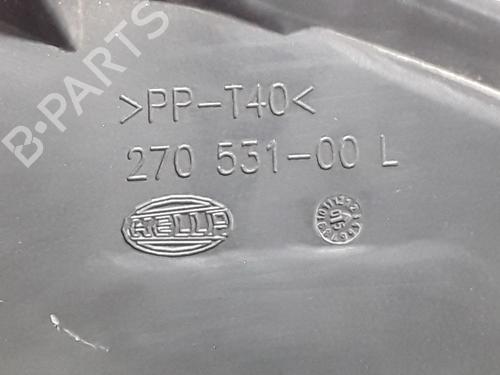 B-PARTS
>PP-T40<
270 531-00 L
HELLA